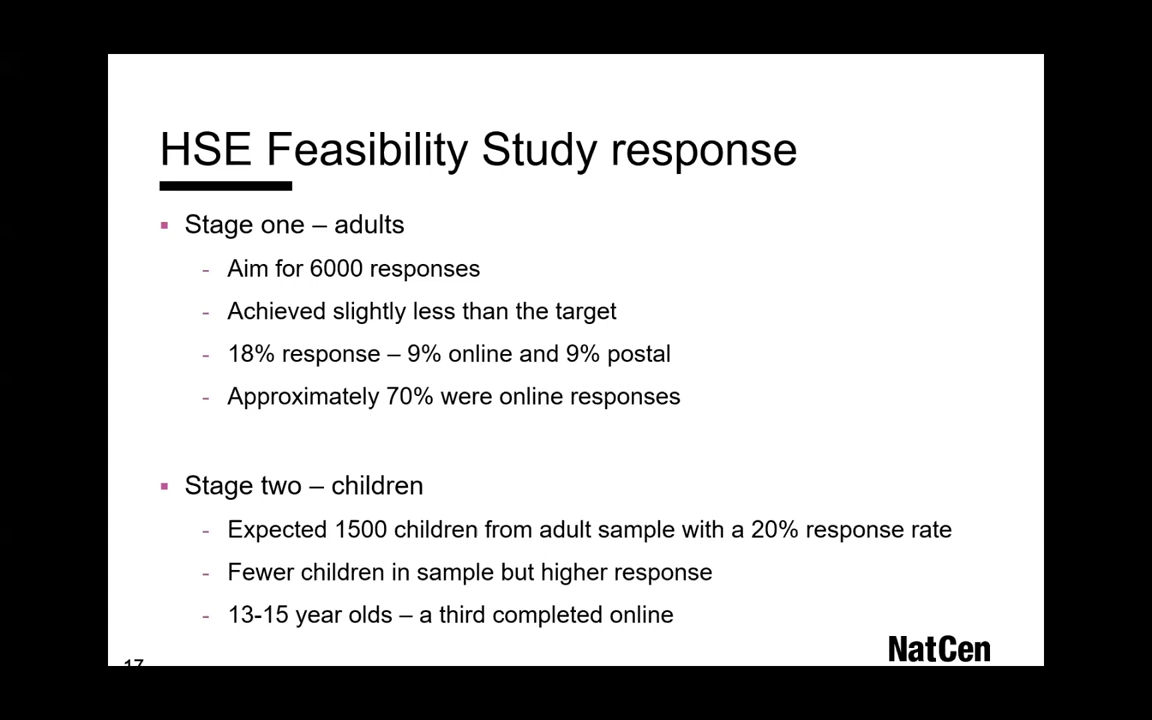 HSE Feasibility Study response
▪ Stage one – adults
- Aim for 6000 responses
- Achieved slightly less than the target
- 18% response – 9% online and 9% postal
- Approximately 70% were online responses
▪ Stage two – children
- Expected 1500 children from adult sample with a 20% response rate
- Fewer children in sample but higher response
- 13-15 year olds – a third completed online
NatCen
17